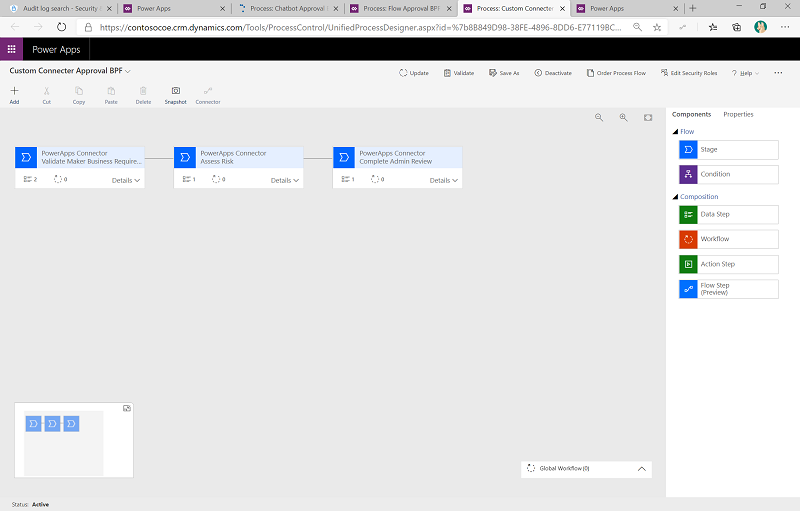 Audit log search - Security &
Power Apps
Process: Chatbot Approval
Process: Flow Approval BPF
Process: Custom Connecter
Power Apps
https://contosocoe.crm.dynamics.com/Tools/ProcessControl/UnifiedProcessDesigner.aspx?id=%7b8B849D98-38FE-4896-8DD6-E77119BC...
Power Apps
Custom Connecter Approval BPF
Update
Validate
Save As
Deactivate
Order Process Flow
Edit Security Roles
? Help
...
Add
Cut
Copy
Paste
Delete
Snapshot
Connector
Components
Properties
Flow
Stage
Condition
Composition
Data Step
Workflow
Action Step
Flow Step
(Preview)
PowerApps Connector
Validate Maker Business Require...
2
0
Details
PowerApps Connector
Assess Risk
1
0
Details
PowerApps Connector
Complete Admin Review
1
0
Details
Global Workflow (0)
Status: Active